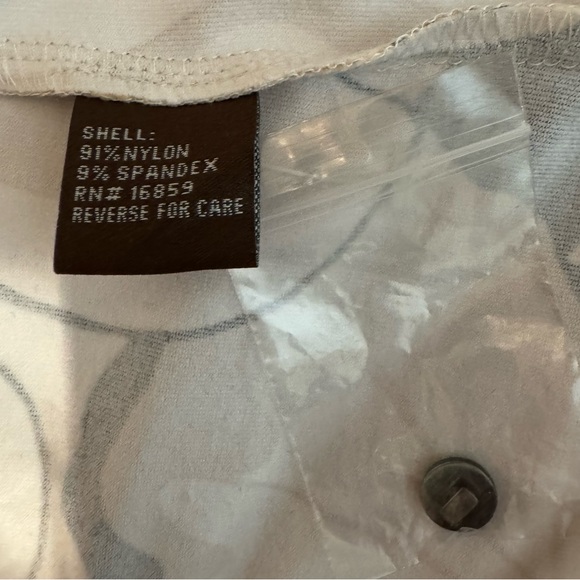 SHELL:
91% NYLON
9% SPANDEX
RN# 16859
REVERSE FOR CARE